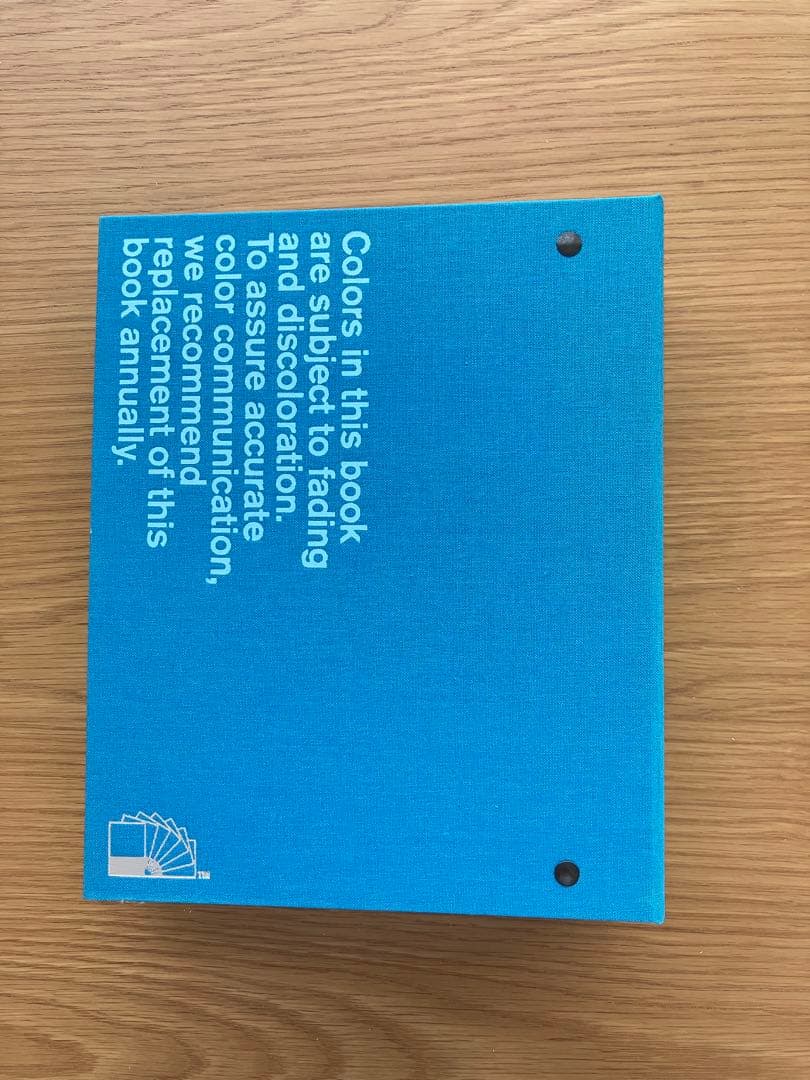 Colors in this book
are subject to fading
and discoloration.
To assure accurate
color communication,
we recommend
replacement of this
book annually.
TM